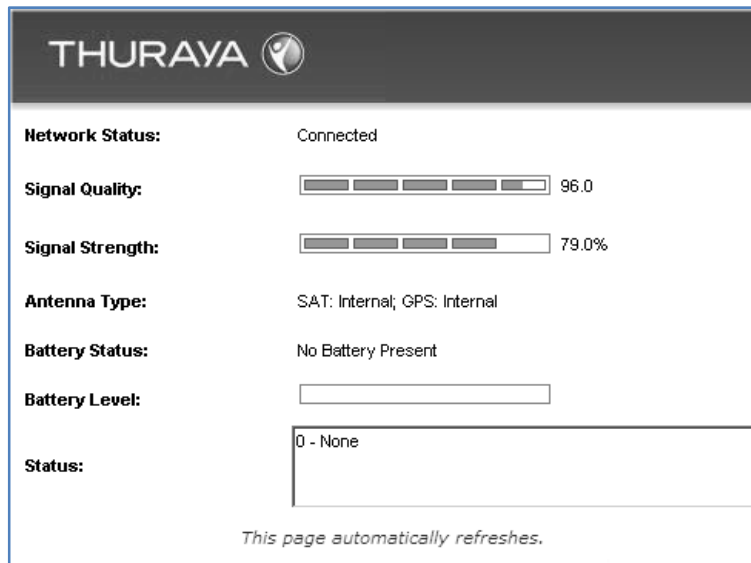 THURAYA
Network Status: Connected
Signal Quality: 96.0
Signal Strength: 79.0%
Antenna Type: SAT: Internal; GPS: Internal
Battery Status: No Battery Present
Battery Level:
Status: 0 - None
This page automatically refreshes.